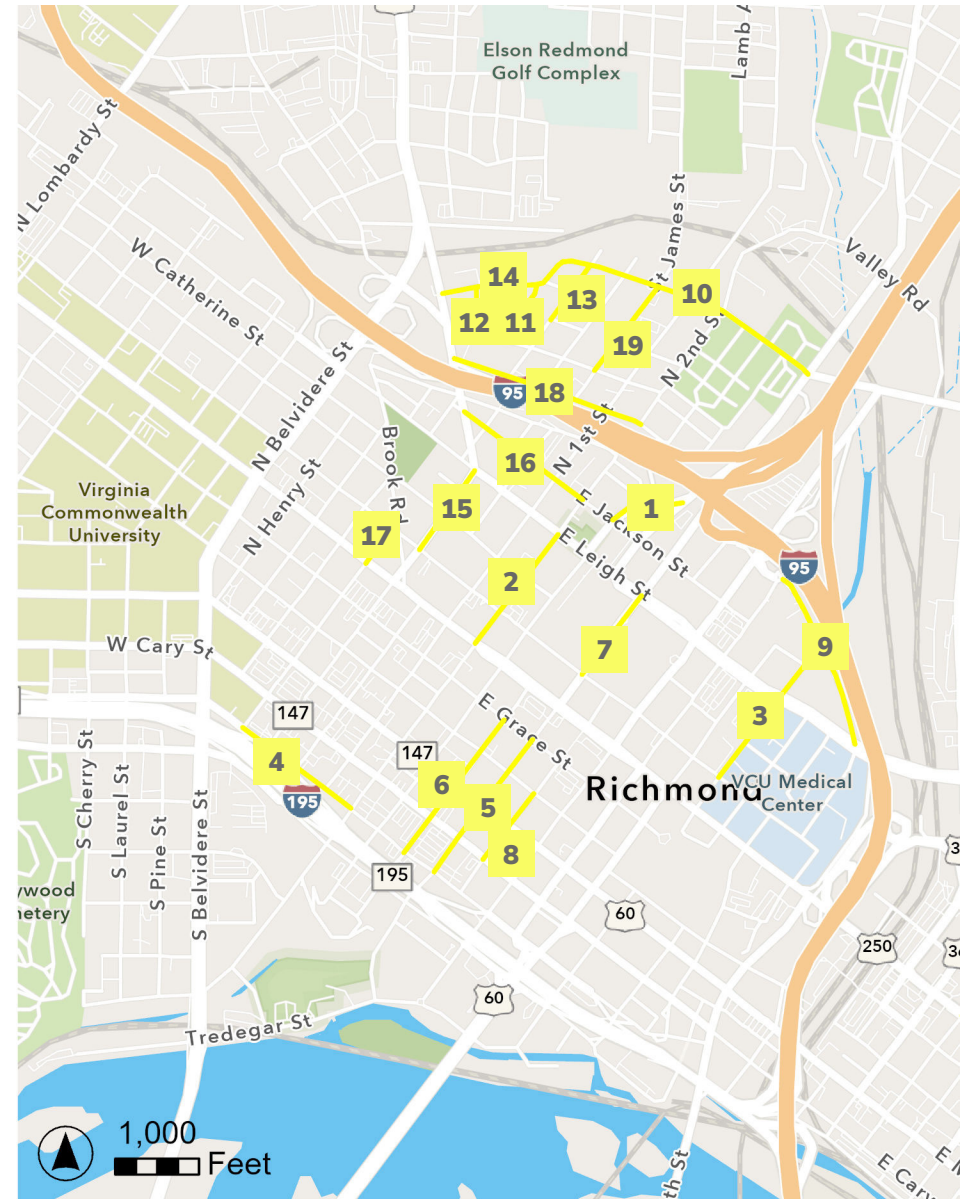 Elson Redmond
Golf Complex
N Lombardy St
W Catherine St
St James St
Valley Rd
14
10
13
12
11
19
N 2nd St
N Belvidere St
95
18
N 1st St
Brook Rd
16
N Henry St
Virginia
Commonwealth
University
15
1
E Jackson St
17
E Leigh St
95
2
7
9
W Cary St
147
E Grace St
3
147
4
6
Richmond
VCU Medical
Center
195
5
S Cherry St
S Laurel St
S Pine St
S Belvidere St
8
195
60
250
60
Tredegar St
1,000
Feet